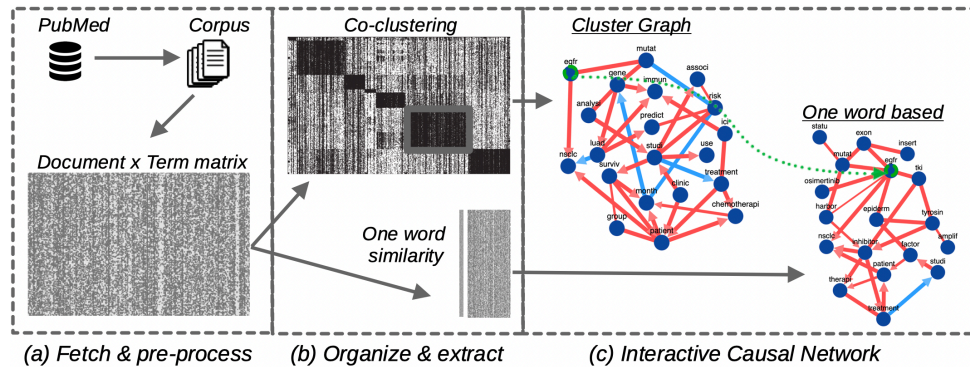 PubMed
Corpus
Document x Term matrix
(a) Fetch & pre-process
Co-clustering
One word
similarity
(b) Organize & extract
Cluster Graph
mutat
egfr
associ
gene
immun
risk
analysi
predict
ici
luad
studi
use
nsclc
surviv
treatment
month
clinic
chemotherapi
group
patient
One word based
statu
exon
insert
mutat
egfr
tki
osimertinib
harbor
epiderm
tyrosin
nsclc
inhibitor
factor
amplif
patient
studi
therapi
treatment
(c) Interactive Causal Network